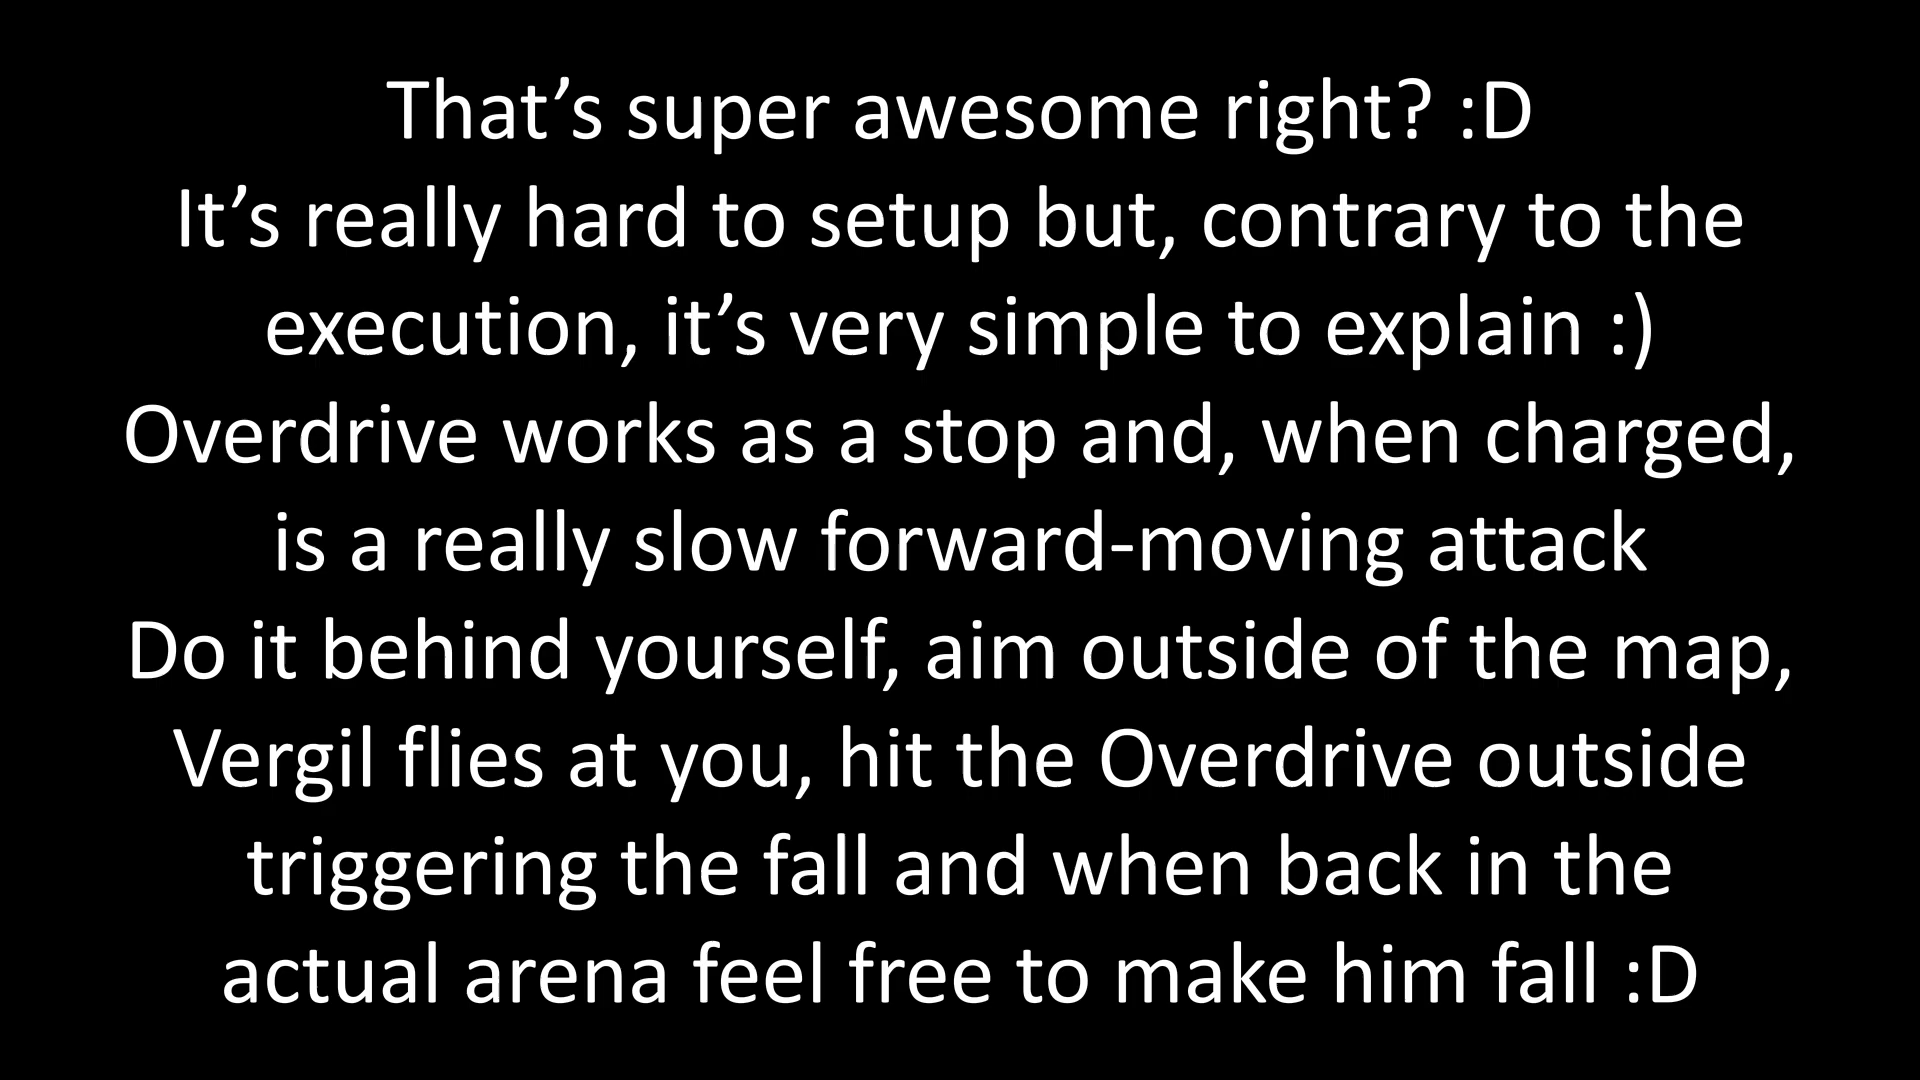 That’s super awesome right? :D
It’s really hard to setup but, contrary to the
execution, it’s very simple to explain :)
Overdrive works as a stop and, when charged,
is a really slow forward-moving attack
Do it behind yourself, aim outside of the map,
Vergil flies at you, hit the Overdrive outside
triggering the fall and when back in the
actual arena feel free to make him fall :D